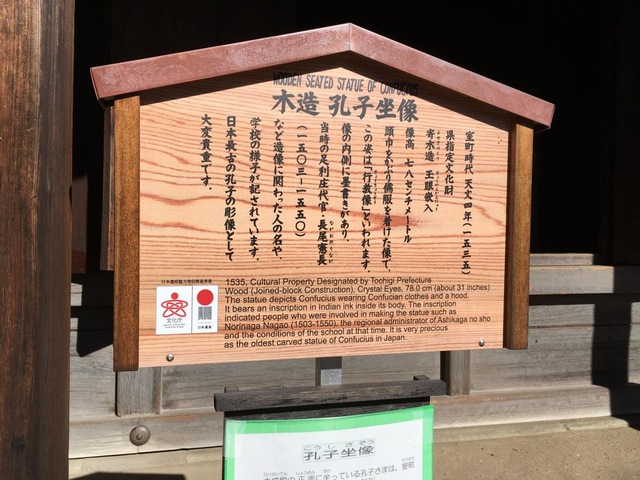 WOODEN SEATED STATUE OF CONFUCIUS
木造 孔子坐像
室町時代 天文四年（一五三五）
県指定文化財
寄木造 玉眼嵌入
像高 七八センチメートル
頭巾をかぶり儒服を着けた像で、
この姿は「行教像」といわれます。
像の内側に墨書きがあり、
当時の足利庄代官・長尾憲長
（一五〇三―一五五〇）
など造像に関わった人の名や、
学校の様子が記されています。
日本最古の孔子の彫像として
大変貴重です。
1535, Cultural Property Designated by Tochigi Prefecture
Wood (Joined-block Construction), Crystal Eyes, 78.0 cm (about 31 inches)
The statue depicts Confucius wearing Confucian clothes and a hood.
It bears an inscription in Indian ink inside its body. The inscription
indicated people who were involved in making the statue such as
Norinaga Nagao (1503-1550), the regional administrator of Ashikaga no sho
and the conditions of the school at that time. It is very precious
as the oldest carved statue of Confucius in Japan.
文化庁
日本遺産
こうしざぞう
孔子坐像